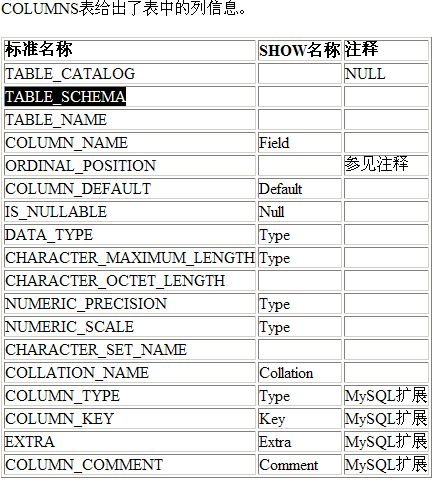 COLUMNS表给出了表中的列信息。
标准名称 SHOW名称 注释
TABLE_CATALOG NULL
TABLE_SCHEMA
TABLE_NAME
COLUMN_NAME Field
ORDINAL_POSITION 参见注释
COLUMN_DEFAULT Default
IS_NULLABLE Null
DATA_TYPE Type
CHARACTER_MAXIMUM_LENGTH Type
CHARACTER_OCTET_LENGTH
NUMERIC_PRECISION Type
NUMERIC_SCALE Type
CHARACTER_SET_NAME
COLLATION_NAME Collation
COLUMN_TYPE Type MySQL扩展
COLUMN_KEY Key MySQL扩展
EXTRA Extra MySQL扩展
COLUMN_COMMENT Comment MySQL扩展